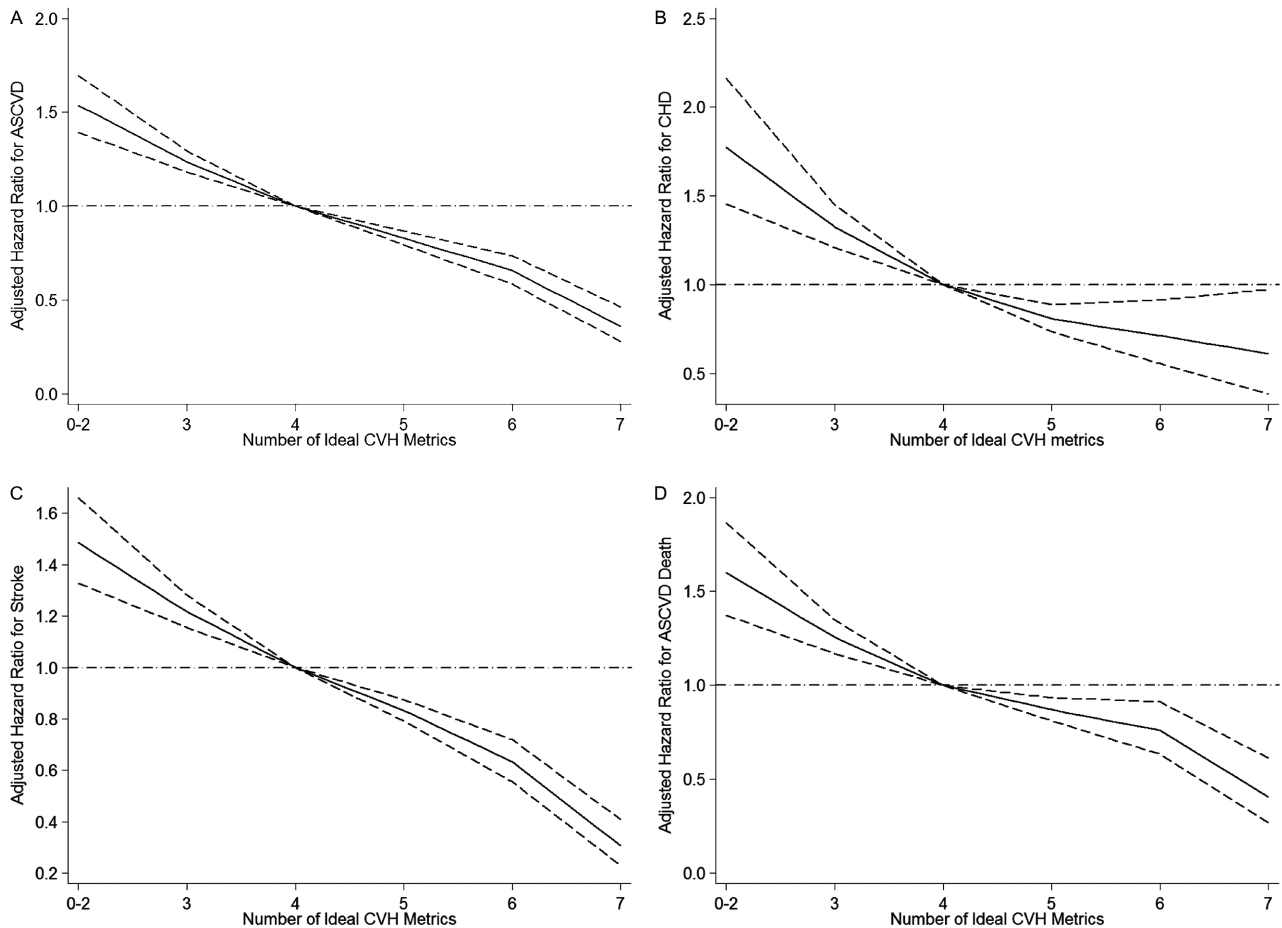 A
Adjusted Hazard Ratio for ASCVD
2.0
1.5
1.0
0.5
0.0
0-2 3 4 5 6 7
Number of Ideal CVH Metrics
B
Adjusted Hazard Ratio for CHD
2.5
2.0
1.5
1.0
0.5
0-2 3 4 5 6 7
Number of Ideal CVH metrics
C
Adjusted Hazard Ratio for Stroke
1.6
1.4
1.2
1.0
0.8
0.6
0.4
0.2
0-2 3 4 5 6 7
Number of Ideal CVH Metrics
D
Adjusted Hazard Ratio for ASCVD Death
2.0
1.5
1.0
0.5
0.0
0-2 3 4 5 6 7
Number of Ideal CVH Metrics